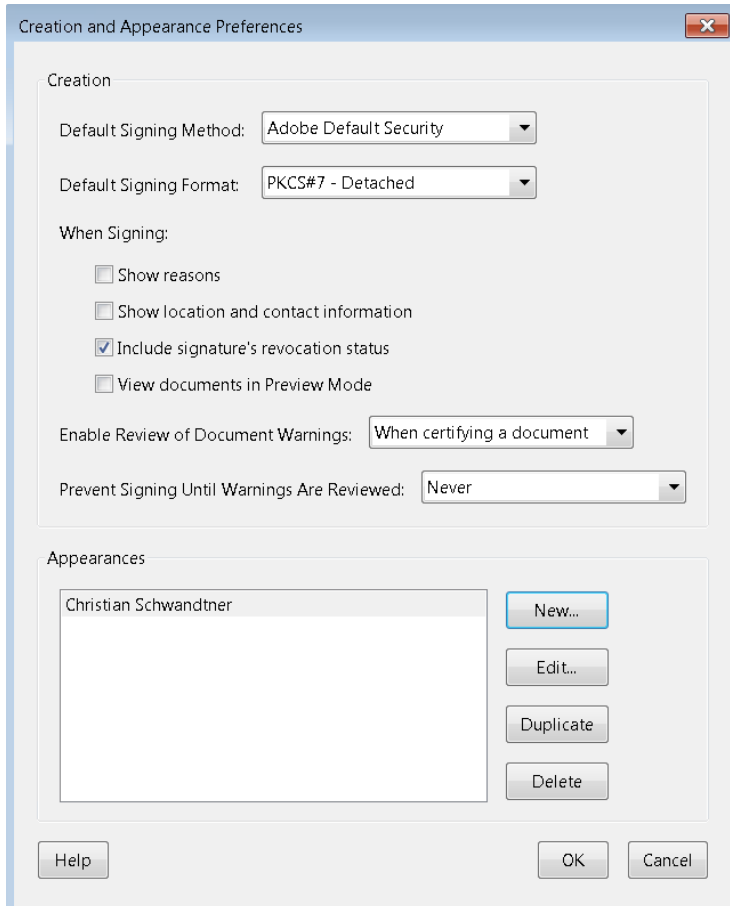 Creation and Appearance Preferences
Creation
Default Signing Method: Adobe Default Security
Default Signing Format: PKCS#7 - Detached
When Signing:
Show reasons
Show location and contact information
Include signature's revocation status
View documents in Preview Mode
Enable Review of Document Warnings: When certifying a document
Prevent Signing Until Warnings Are Reviewed: Never
Appearances
Christian Schwandtner
New...
Edit...
Duplicate
Delete
Help OK Cancel